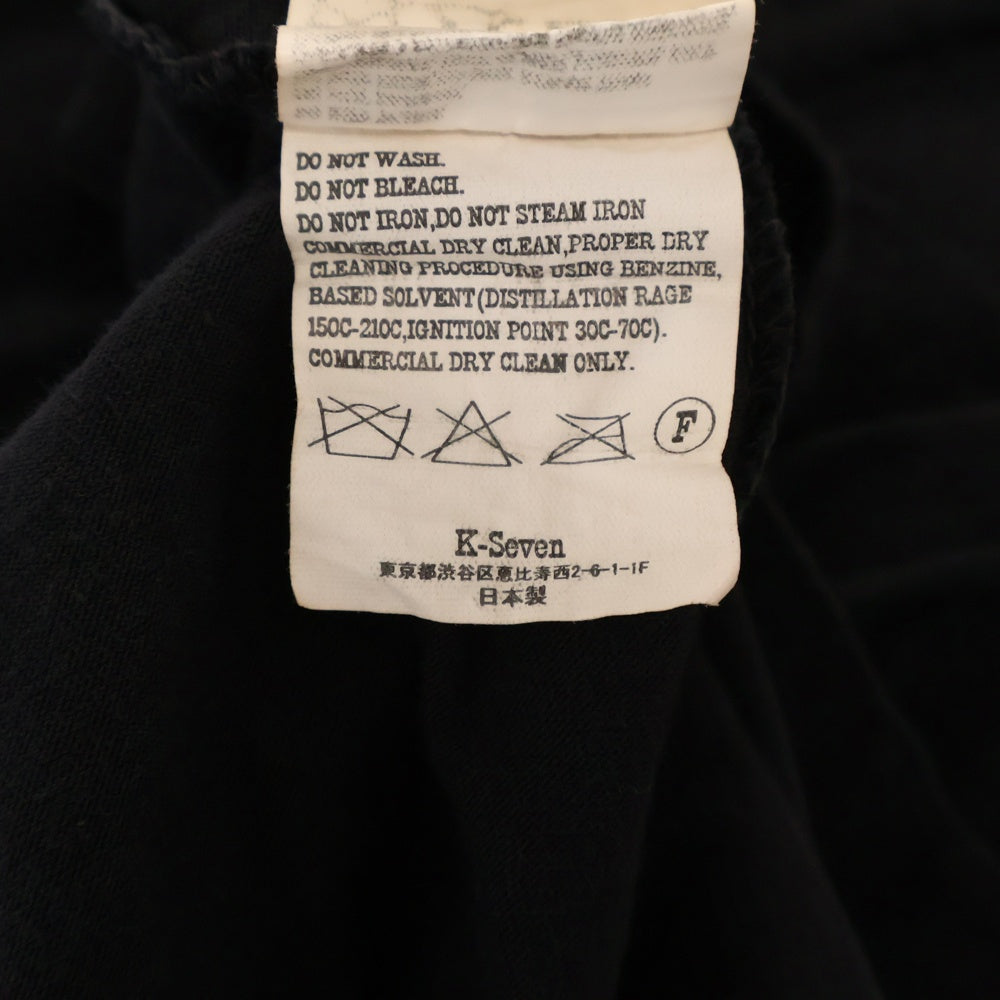 DO NOT WASH.
DO NOT BLEACH.
DO NOT IRON,DO NOT STEAM IRON
COMMERCIAL DRY CLEAN,PROPER DRY
CLEANING PROCEDURE USING BENZINE,
BASED SOLVENT(DISTILLATION RAGE
150C-210C,IGNITION POINT 30C-70C).
COMMERCIAL DRY CLEAN ONLY.
F
K-Seven
東京都渋谷区恵比寿西2-6-1-1F
日本製